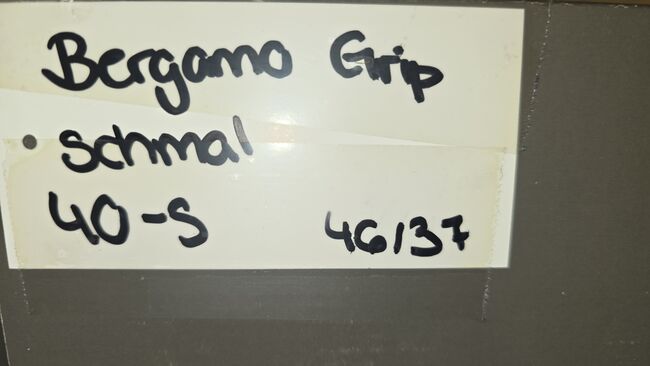 Bergamo Grip
• schmal
40-S 46/37